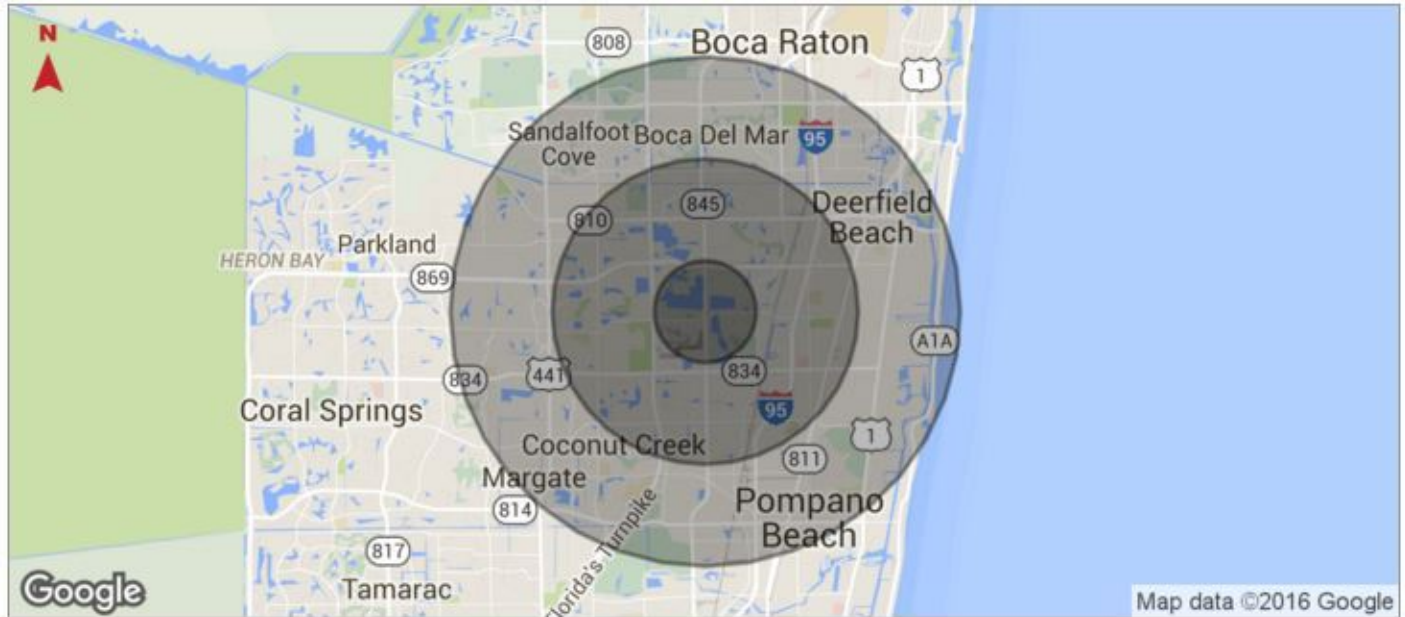 N
808
Boca Raton
1
Sandalfoot
Cove
Boca Del Mar
95
810
845
Deerfield
Beach
Parkland
HERON BAY
869
A1A
834
441
834
Coral Springs
95
1
Coconut Creek
811
Margate
814
Pompano
Beach
817
Florida's Turnpike
Tamarac
Google
Map data ©2016 Google